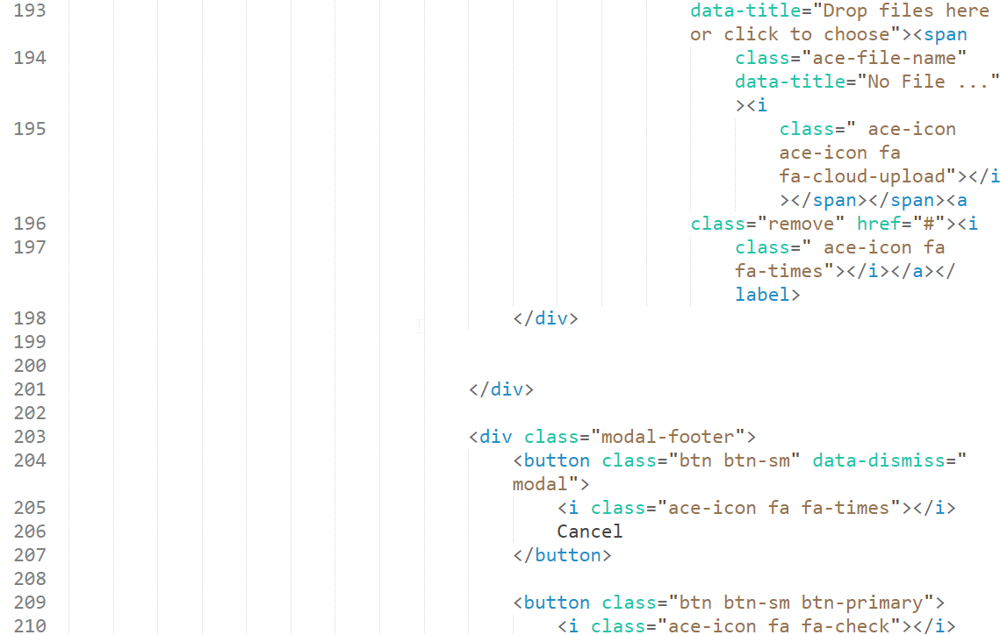 193 data-title="Drop files here
or click to choose"><span
194 class="ace-file-name"
data-title="No File ..."
><i
195 class=" ace-icon
ace-icon fa
fa-cloud-upload"></i
></span></span><a
196 class="remove" href="#"><i
197 class=" ace-icon fa
fa-times"></i></a></
label>
198 </div>
199
200
201 </div>
202
203 <div class="modal-footer">
204 <button class="btn btn-sm" data-dismiss="
modal">
205 <i class="ace-icon fa fa-times"></i>
206 Cancel
207 </button>
208
209 <button class="btn btn-sm btn-primary">
210 <i class="ace-icon fa fa-check"></i>